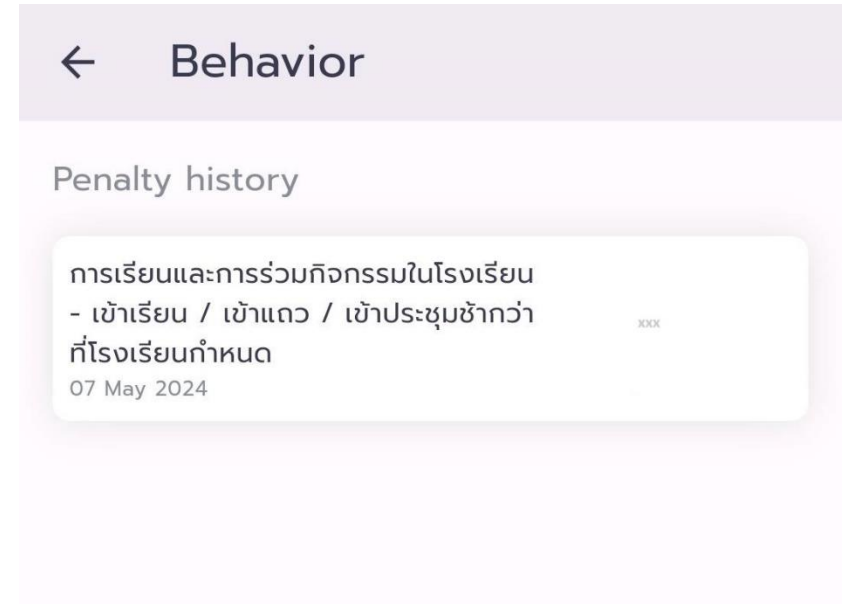 Behavior
Penalty history
การเรียนและการร่วมกิจกรรมในโรงเรียน
- เข้าเรียน / เข้าแถว / เข้าประชุมช้ากว่า
ที่โรงเรียนกำหนด
xxx
07 May 2024